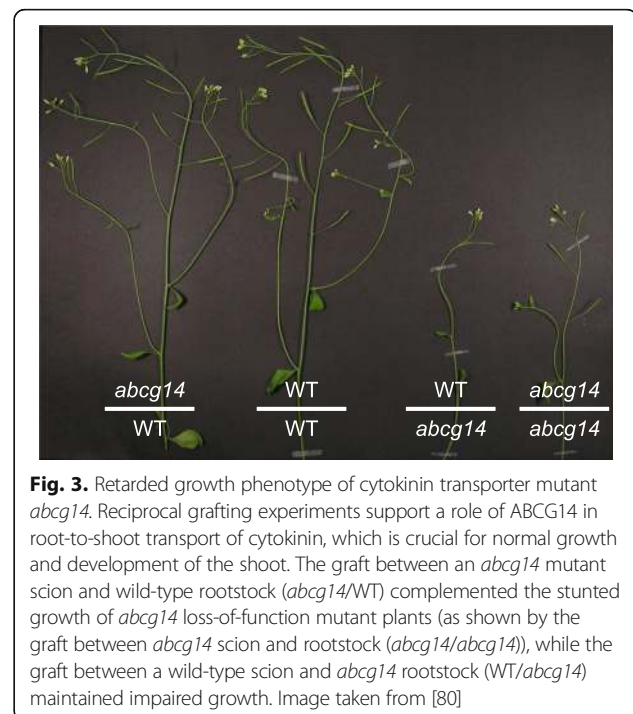 abcg14 WT WT abcg14
WT WT abcg14 abcg14
Fig. 3. Retarded growth phenotype of cytokinin transporter mutant
abcg14. Reciprocal grafting experiments support a role of ABCG14 in
root-to-shoot transport of cytokinin, which is crucial for normal growth
and development of the shoot. The graft between an abcg14 mutant
scion and wild-type rootstock (abcg14/WT) complemented the stunted
growth of abcg14 loss-of-function mutant plants (as shown by the
graft between abcg14 scion and rootstock (abcg14/abcg14)), while the
graft between a wild-type scion and abcg14 rootstock (WT/abcg14)
maintained impaired growth. Image taken from [80]